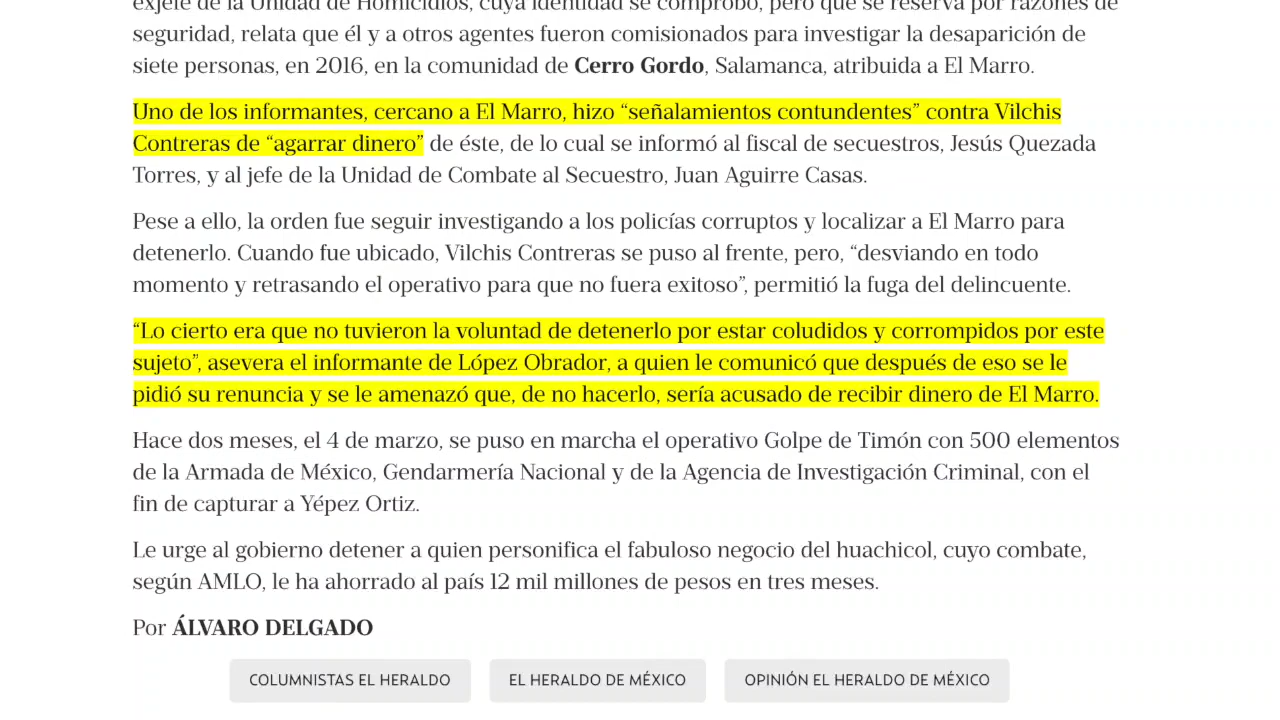 exjefe de la Unidad de Homicidios, cuya identidad se comprobó, pero que se reserva por razones de
seguridad, relata que él y a otros agentes fueron comisionados para investigar la desaparición de
siete personas, en 2016, en la comunidad de Cerro Gordo, Salamanca, atribuida a El Marro.
Uno de los informantes, cercano a El Marro, hizo “señalamientos contundentes” contra Vilchis
Contreras de “agarrar dinero” de éste, de lo cual se informó al fiscal de secuestros, Jesús Quezada
Torres, y al jefe de la Unidad de Combate al Secuestro, Juan Aguirre Casas.
Pese a ello, la orden fue seguir investigando a los policías corruptos y localizar a El Marro para
detenerlo. Cuando fue ubicado, Vilchis Contreras se puso al frente, pero, “desviando en todo
momento y retrasando el operativo para que no fuera exitoso”, permitió la fuga del delincuente.
“Lo cierto era que no tuvieron la voluntad de detenerlo por estar coludidos y corrompidos por este
sujeto”, asevera el informante de López Obrador, a quien le comunicó que después de eso se le
pidió su renuncia y se le amenazó que, de no hacerlo, sería acusado de recibir dinero de El Marro.
Hace dos meses, el 4 de marzo, se puso en marcha el operativo Golpe de Timón con 500 elementos
de la Armada de México, Gendarmería Nacional y de la Agencia de Investigación Criminal, con el
fin de capturar a Yépez Ortiz.
Le urge al gobierno detener a quien personifica el fabuloso negocio del huachicol, cuyo combate,
según AMLO, le ha ahorrado al país 12 mil millones de pesos en tres meses.
Por ÁLVARO DELGADO
COLUMNISTAS EL HERALDO EL HERALDO DE MÉXICO OPINIÓN EL HERALDO DE MÉXICO